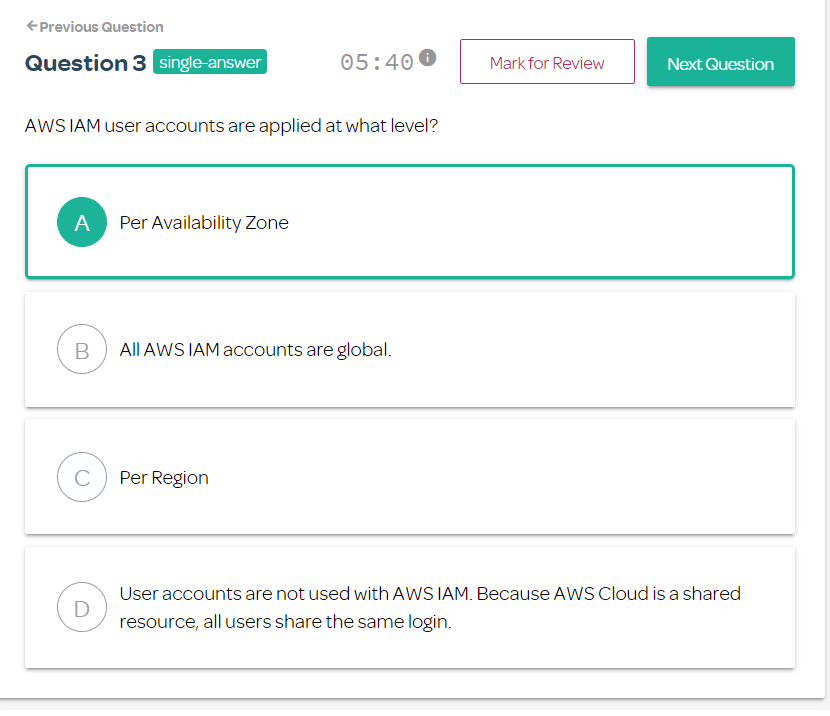 ←Previous Question
Question 3 single-answer 05:40 i Mark for Review Next Question
AWS IAM user accounts are applied at what level?
A Per Availability Zone
B All AWS IAM accounts are global.
C Per Region
D User accounts are not used with AWS IAM. Because AWS Cloud is a shared
resource, all users share the same login.